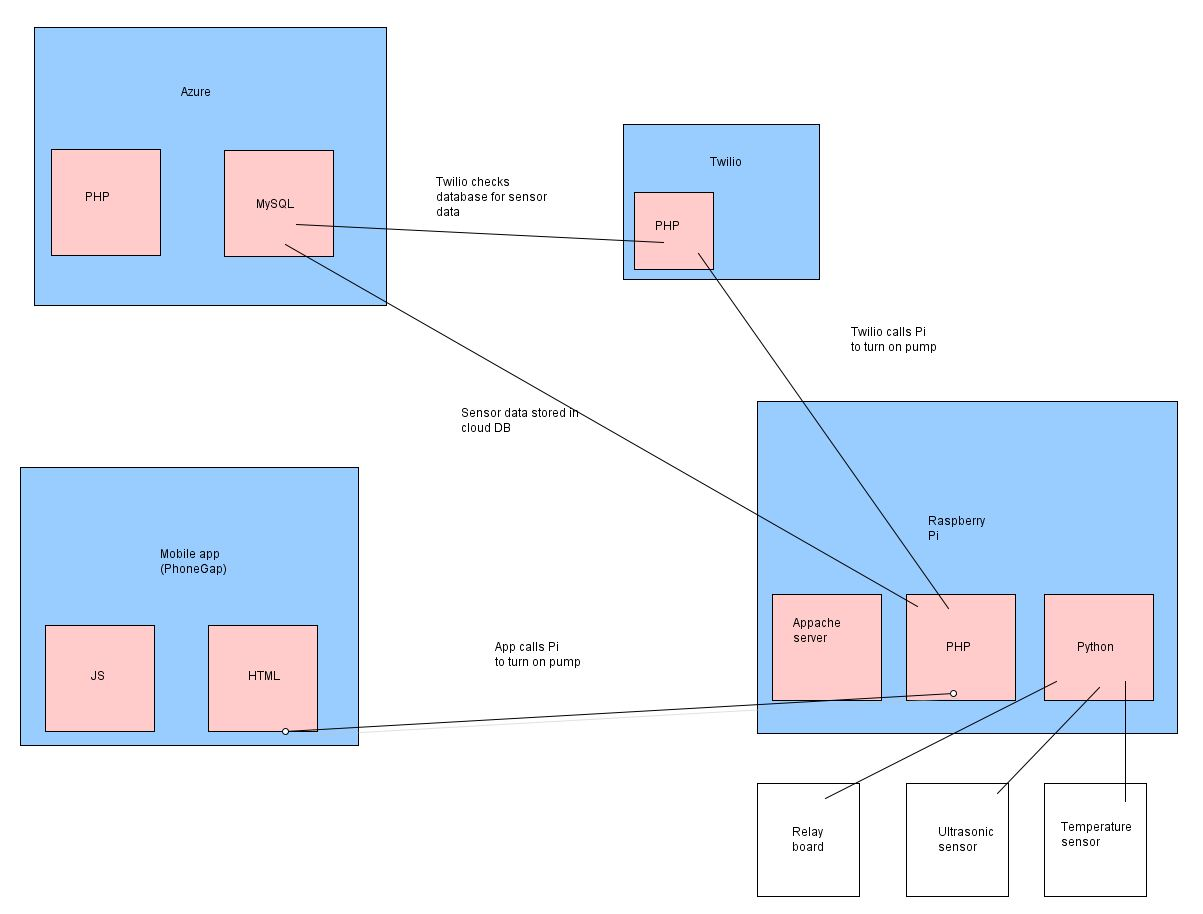 Azure
PHP
MySQL
Twilio checks
database for sensor
data
Twilio
PHP
Twilio calls Pi
to turn on pump
Sensor data stored in
cloud DB
Mobile app
(PhoneGap)
JS
HTML
App calls Pi
to turn on pump
Raspberry
Pi
Appache
server
PHP
Python
Relay
board
Ultrasonic
sensor
Temperature
sensor